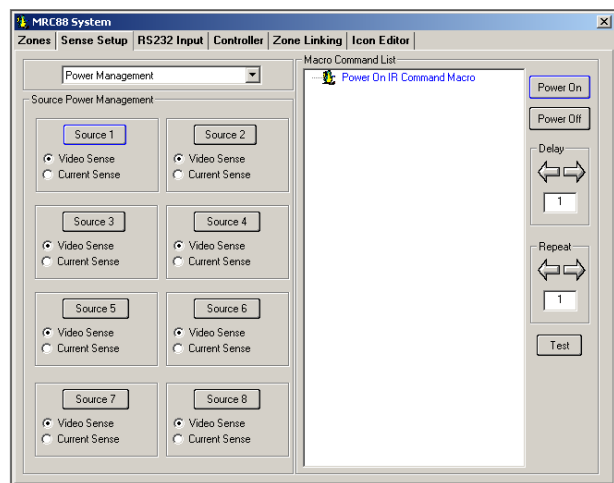 MRC88 System
Zones Sense Setup RS232 Input Controller Zone Linking Icon Editor
Power Management
Source Power Management
Source 1
Video Sense
Current Sense
Source 2
Video Sense
Current Sense
Source 3
Video Sense
Current Sense
Source 4
Video Sense
Current Sense
Source 5
Video Sense
Current Sense
Source 6
Video Sense
Current Sense
Source 7
Video Sense
Current Sense
Source 8
Video Sense
Current Sense
Macro Command List
Power On IR Command Macro
Power On
Power Off
Delay
1
Repeat
1
Test